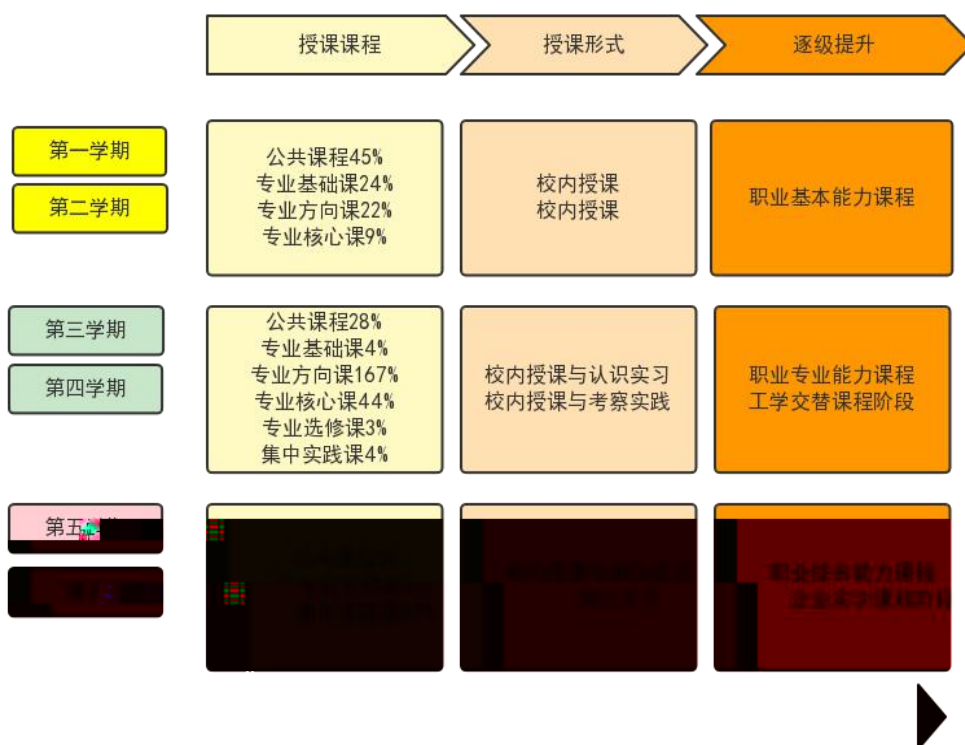 授课课程
授课形式
逐级提升
第一学期
第二学期
公共课程45%
专业基础课24%
专业方向课22%
专业核心课9%
校内授课
校内授课
职业基本能力课程
第三学期
第四学期
公共课程28%
专业基础课4%
专业方向课167%
专业核心课44%
专业选修课3%
集中实践课4%
校内授课与认识实习
校内授课与考察实践
职业专业能力课程
工学交替课程阶段
第五
职业综合能力课程